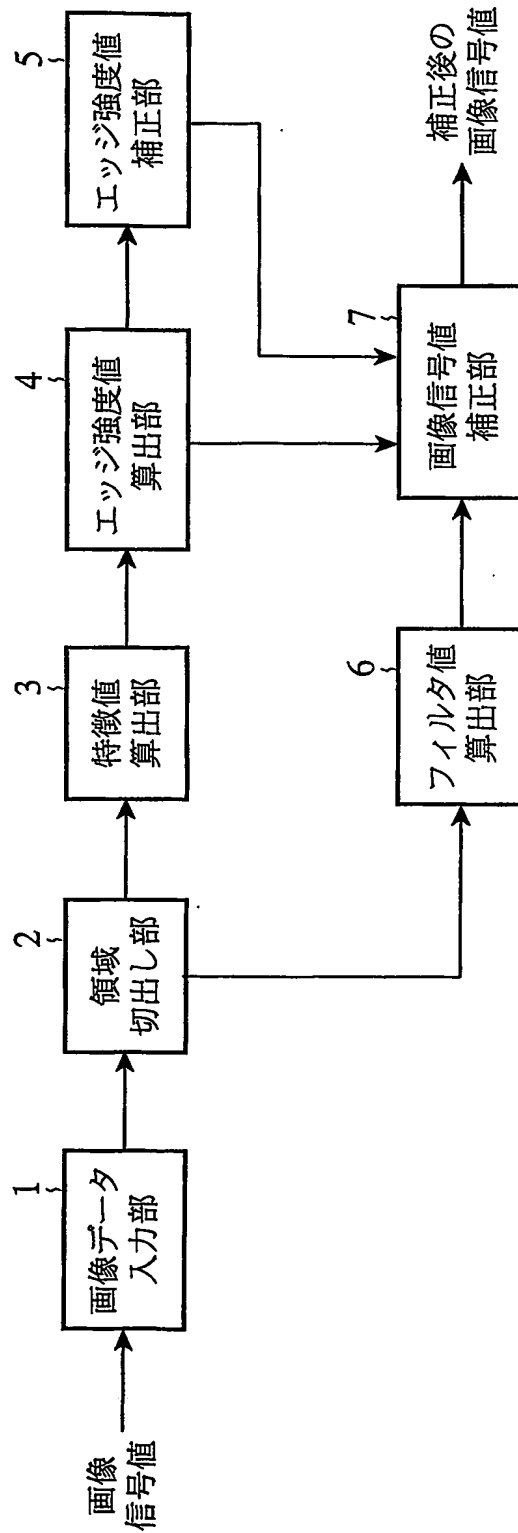 画像
信号値
1
画像データ
入力部
2
領域
切出し部
3
特徴値
算出部
4
エッジ強度値
算出部
5
エッジ強度値
補正部
6
フィルタ値
算出部
7
画像信号値
補正部
補正後の
画像信号値